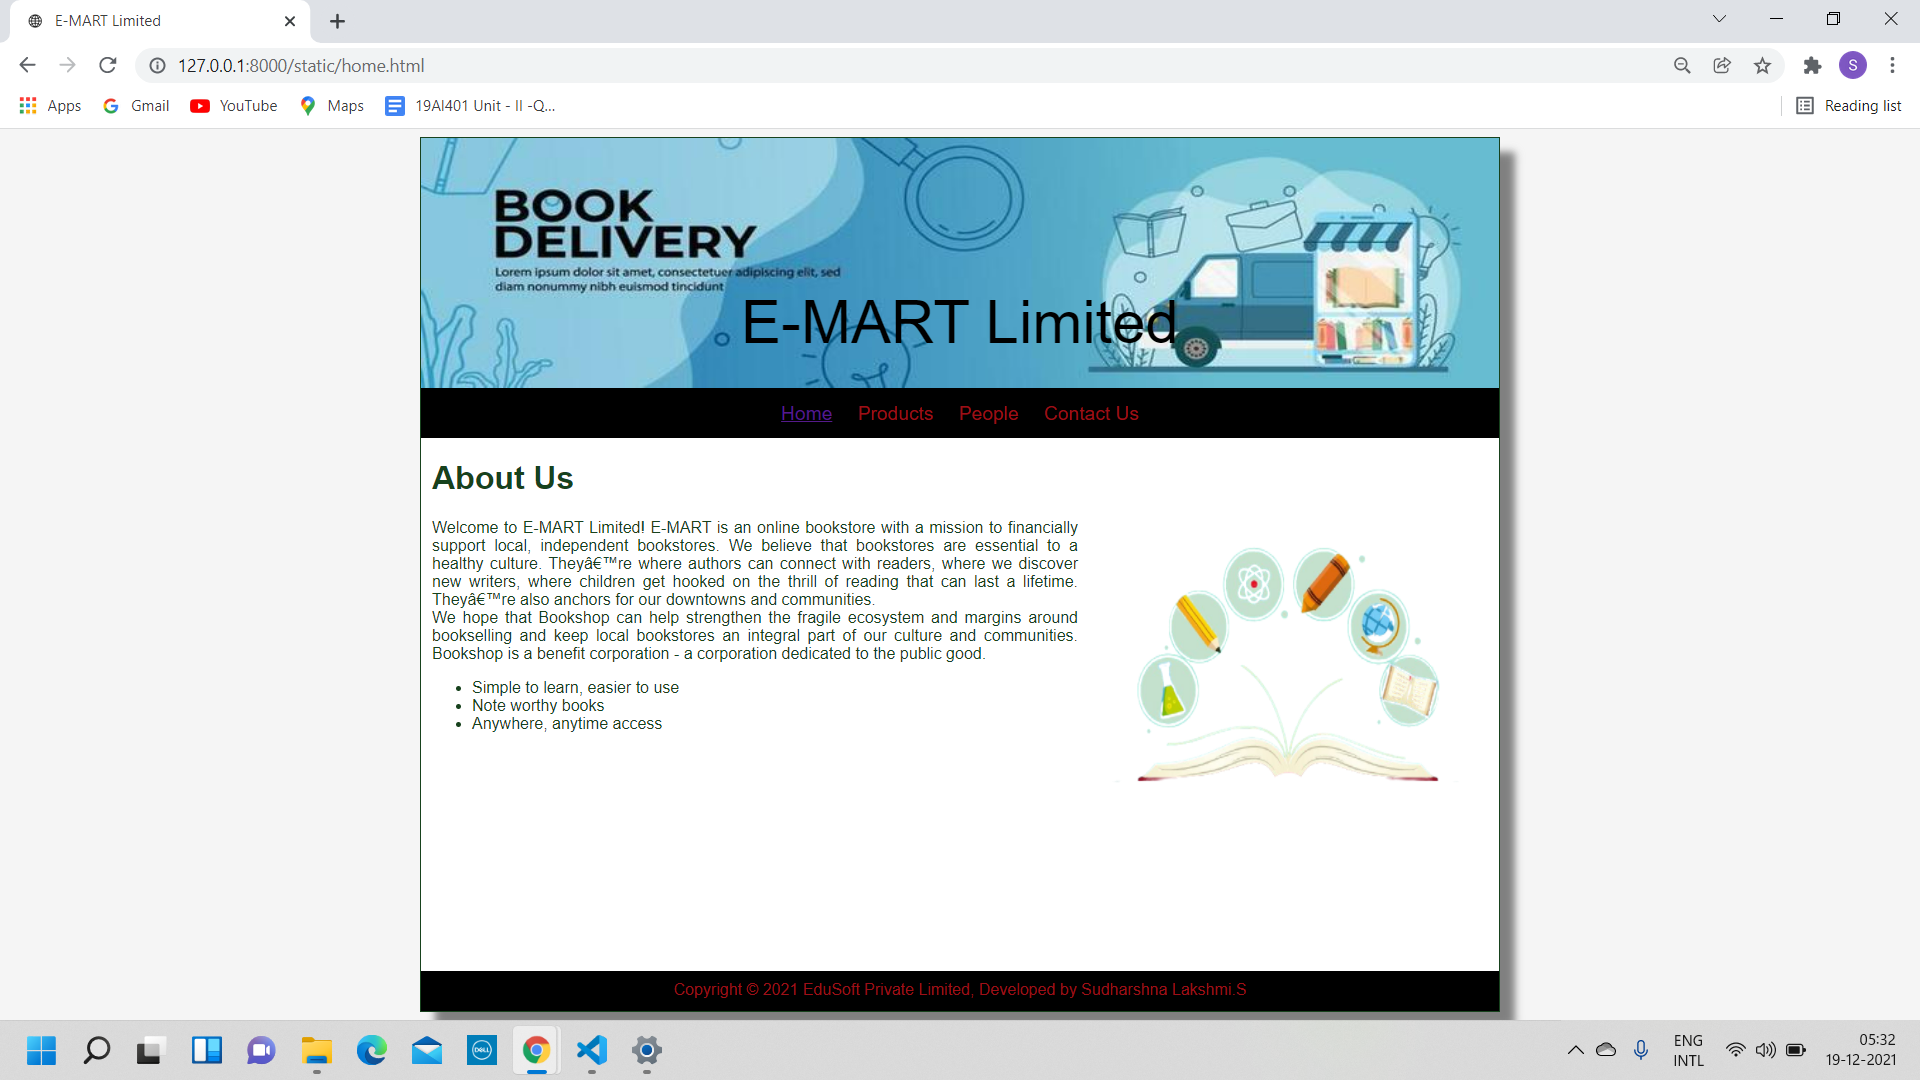 E-MART Limited
127.0.0.1:8000/static/home.html
S
Apps
Gmail
YouTube
Maps
19AI401 Unit - II -Q...
Reading list
BOOK
DELIVERY
Lorem ipsum dolor sit amet, consectetuer adipiscing elit, sed
diam nonummy nibh euismod tincidunt
E-MART Limited
Home
Products
People
Contact Us
About Us
Welcome to E-MART Limited! E-MART is an online bookstore with a mission to financially
support local, independent bookstores. We believe that bookstores are essential to a
healthy culture. Theyâ€™re where authors can connect with readers, where we discover
new writers, where children get hooked on the thrill of reading that can last a lifetime.
Theyâ€™re also anchors for our downtowns and communities.
We hope that Bookshop can help strengthen the fragile ecosystem and margins around
bookselling and keep local bookstores an integral part of our culture and communities.
Bookshop is a benefit corporation - a corporation dedicated to the public good.
• Simple to learn, easier to use
• Note worthy books
• Anywhere, anytime access
Copyright © 2021 EduSoft Private Limited, Developed by Sudharshna Lakshmi.S
DELL
ENG
INTL
05:32
19-12-2021